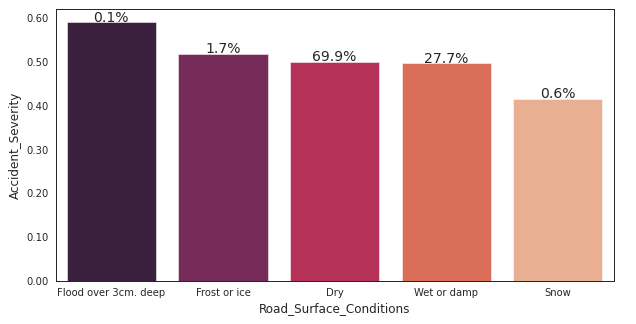 0.60
0.50
0.40
0.30
0.20
0.10
0.00
Accident_Severity
0.1%
1.7%
69.9%
27.7%
0.6%
Flood over 3cm. deep
Frost or ice
Dry
Wet or damp
Snow
Road_Surface_Conditions